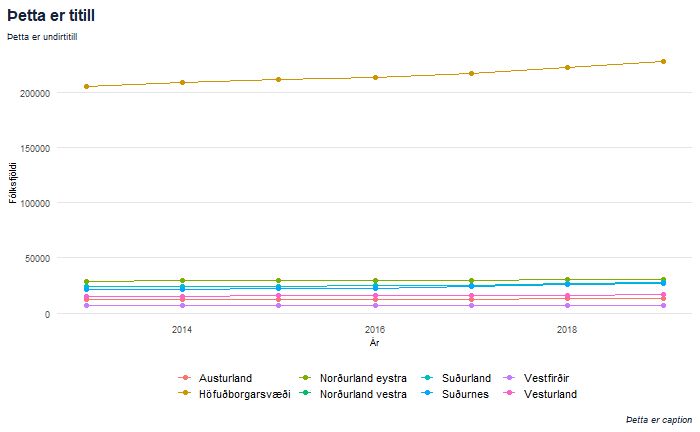 Þetta er titill
Þetta er undirtitill
200000
150000
100000
50000
0
Fólksfjöldi
2014 2016 2018
Ár
Austurland Norðurland eystra Suðurland Vestfirðir
Höfuðborgarsvæði Norðurland vestra Suðurnes Vesturland
Þetta er caption